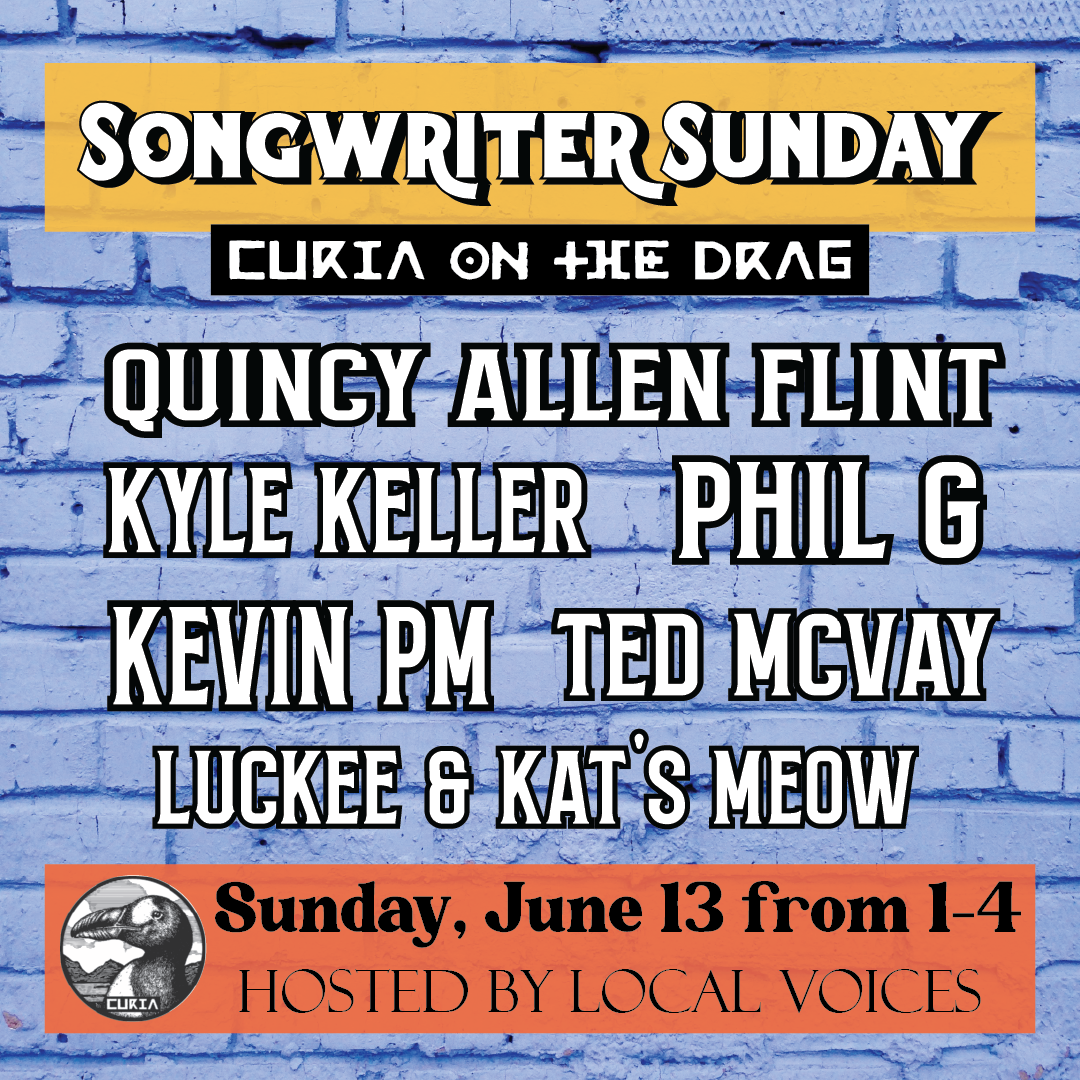 SONGWRITER SUNDAY
CURIA ON THE DRAG
QUINCY ALLEN FLINT
KYLE KELLER PHIL G
KEVIN PM TED MCVAY
LUCKEE & KAT'S MEOW
Sunday, June 13 from 1-4
HOSTED BY LOCAL VOICES
CURIA